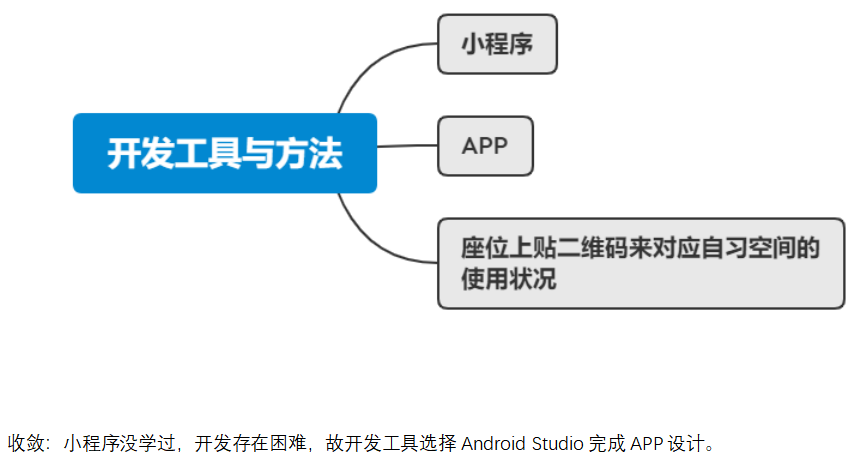 小程序
开发工具与方法
APP
座位上贴二维码来对应自习空间的
使用状况
收敛：小程序没学过，开发存在困难，故开发工具选择 Android Studio 完成 APP 设计。